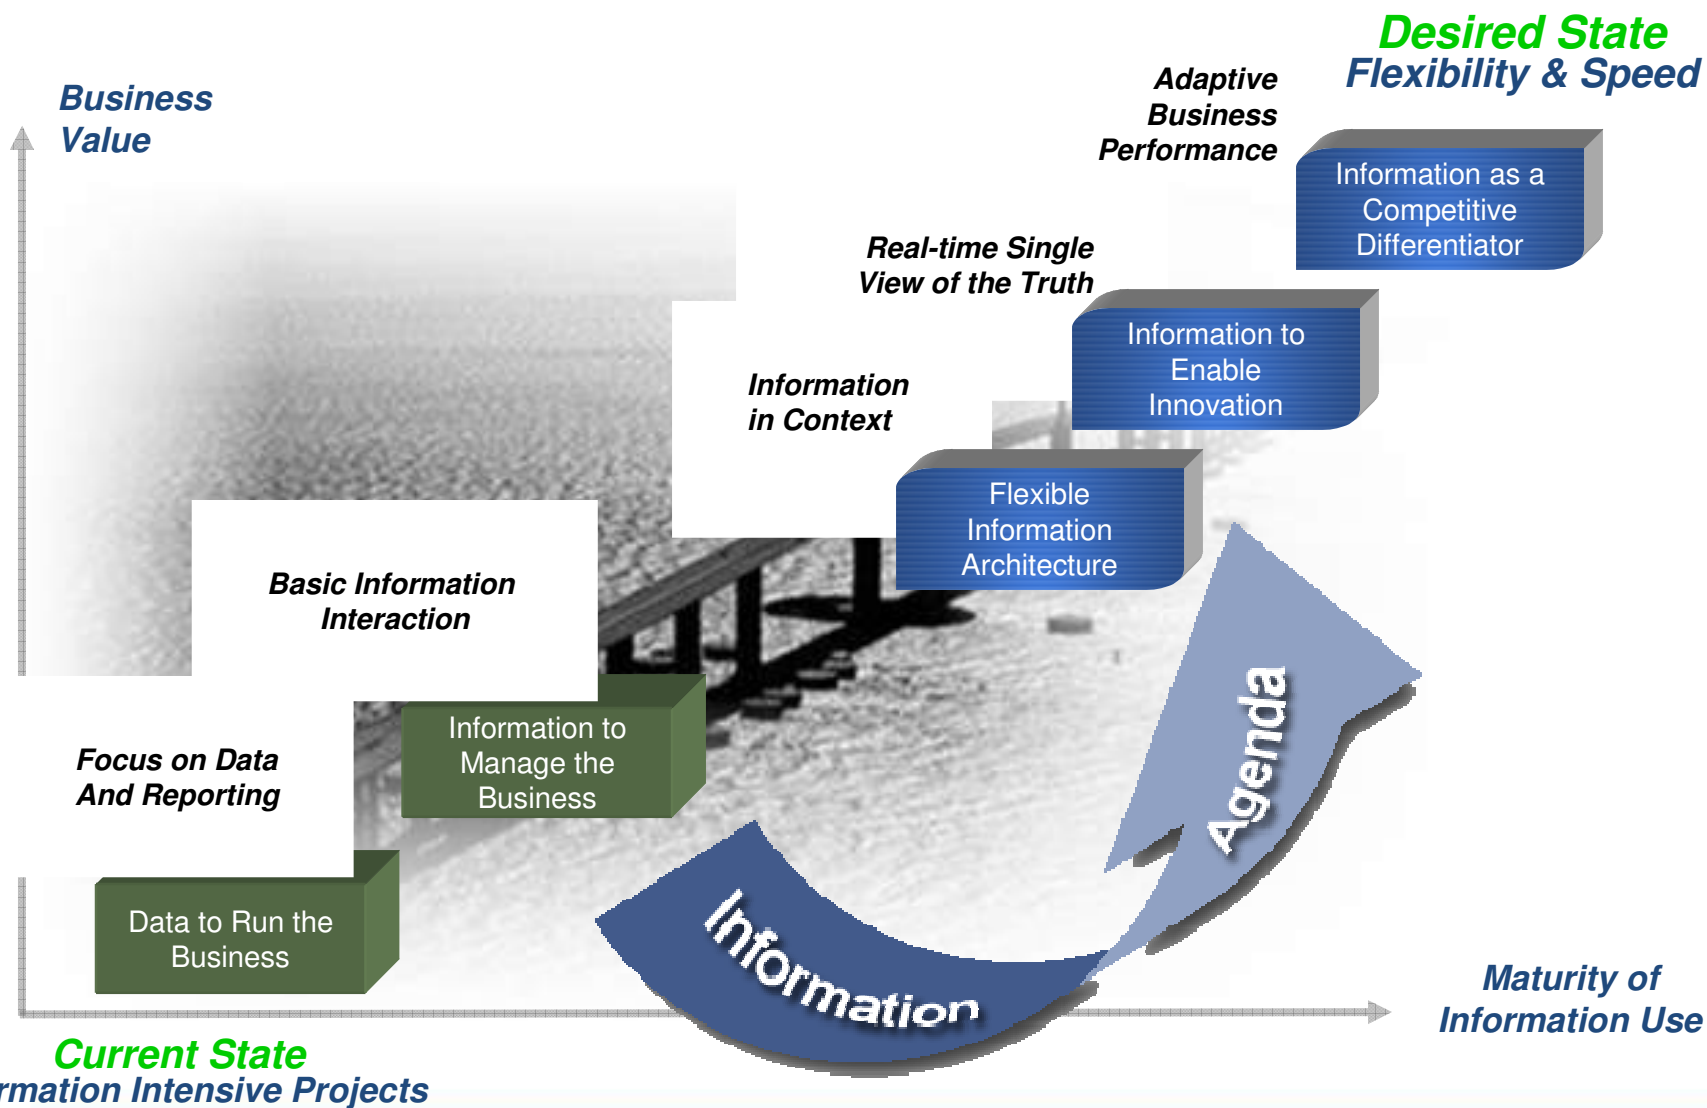 Desired State
Flexibility & Speed
Business
Value
Adaptive
Business
Performance
Information as a
Competitive
Differentiator
Real-time Single
View of the Truth
Information to
Enable
Innovation
Information
in Context
Flexible
Information
Architecture
Basic Information
Interaction
Information to
Manage the
Business
Focus on Data
And Reporting
Data to Run the
Business
Information
Agenda
Maturity of
Information Use
Current State
rmation Intensive Projects